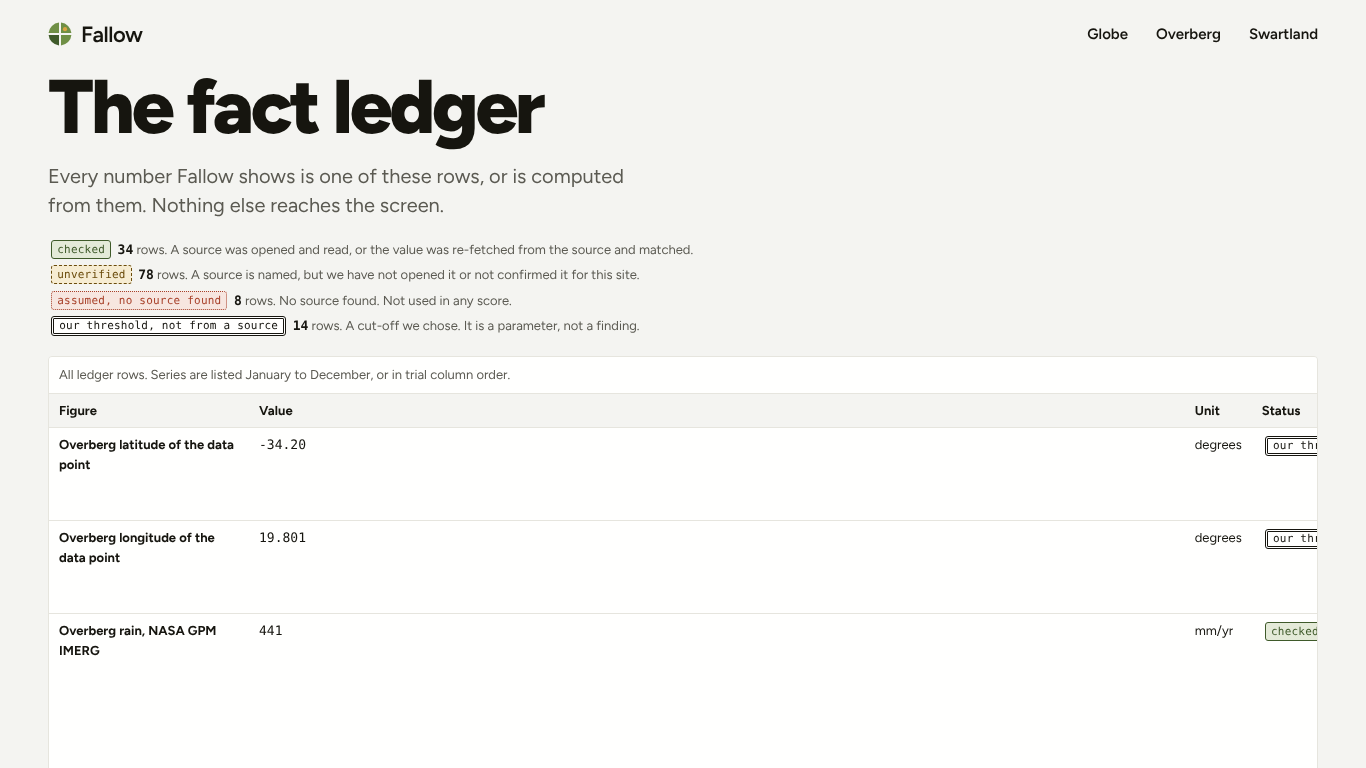 Fallow
Globe Overberg Swartland
The fact ledger
Every number Fallow shows is one of these rows, or is computed
from them. Nothing else reaches the screen.
checked 34 rows. A source was opened and read, or the value was re-fetched from the source and matched.
unverified 78 rows. A source is named, but we have not opened it or not confirmed it for this site.
assumed, no source found 8 rows. No source found. Not used in any score.
our threshold, not from a source 14 rows. A cut-off we chose. It is a parameter, not a finding.
All ledger rows. Series are listed January to December, or in trial column order.
Figure Value Unit Status
Overberg latitude of the data -34.20 degrees our thr
point
Overberg longitude of the 19.801 degrees our thr
data point
Overberg rain, NASA GPM 441 mm/yr checked
IMERG